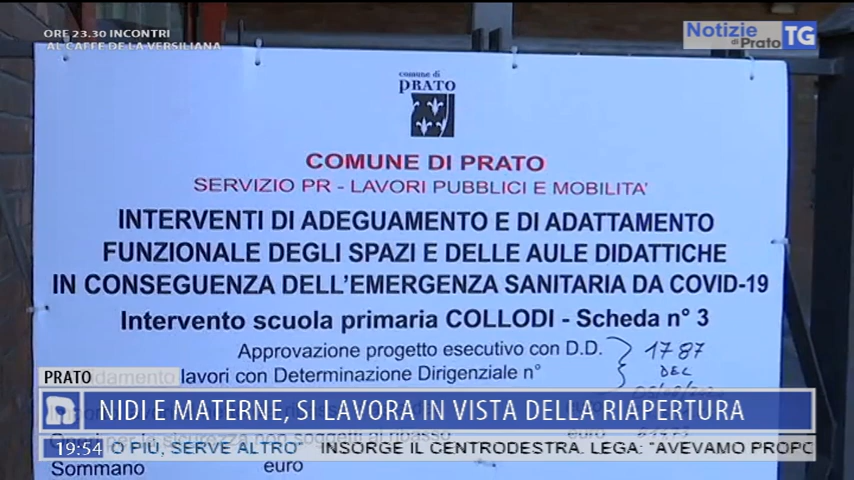 ORE 23.30 INCONTRI
AL CAFFE DE LA VERSILIANA
Notizie
di Prato TG
comune di
PRATO
COMUNE DI PRATO
SERVIZIO PR - LAVORI PUBBLICI E MOBILITA'
INTERVENTI DI ADEGUAMENTO E DI ADATTAMENTO
FUNZIONALE DEGLI SPAZI E DELLE AULE DIDATTICHE
IN CONSEGUENZA DELL'EMERGENZA SANITARIA DA COVID-19
Intervento scuola primaria COLLODI - Scheda n° 3
Approvazione progetto esecutivo con D.D. 1787
DEL
PRATO
lavori con Determinazione Dirigenziale n°
NIDI E MATERNE, SI LAVORA IN VISTA DELLA RIAPERTURA
euro
19:54 O PIÙ, SERVE ALTRO" INSORGE IL CENTRODESTRA. LEGA: "AVEVAMO PROPO
Sommano euro